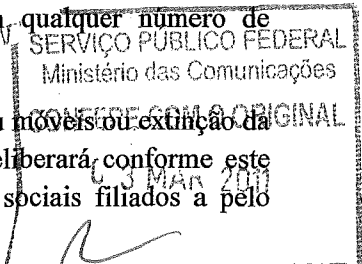 qualquer número de
SERVIÇO PÚBLICO FEDERAL
Ministério das Comunicações
CONFERE COM O ORIGINAL
móveis ou extinção da
deliberará conforme este
03 MAR 2011
sociais filiados a pelo